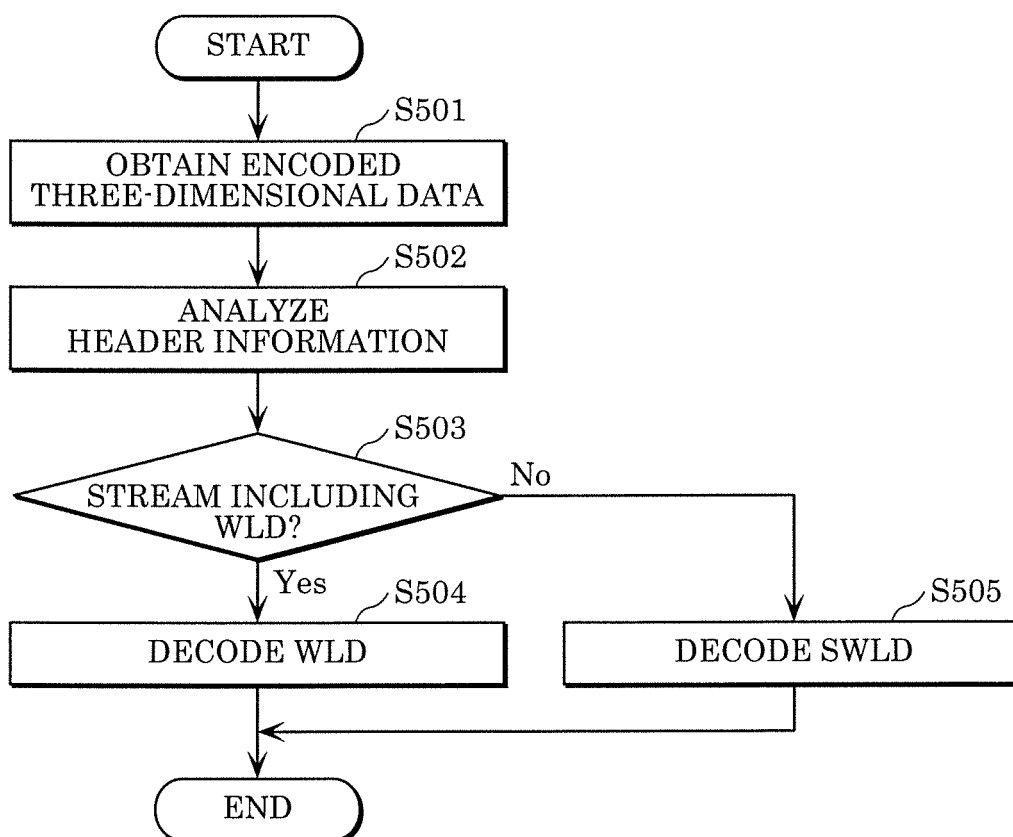 START
S501
OBTAIN ENCODED
THREE-DIMENSIONAL DATA
S502
ANALYZE
HEADER INFORMATION
S503
STREAM INCLUDING
WLD?
No
Yes
S504
DECODE WLD
S505
DECODE SWLD
END